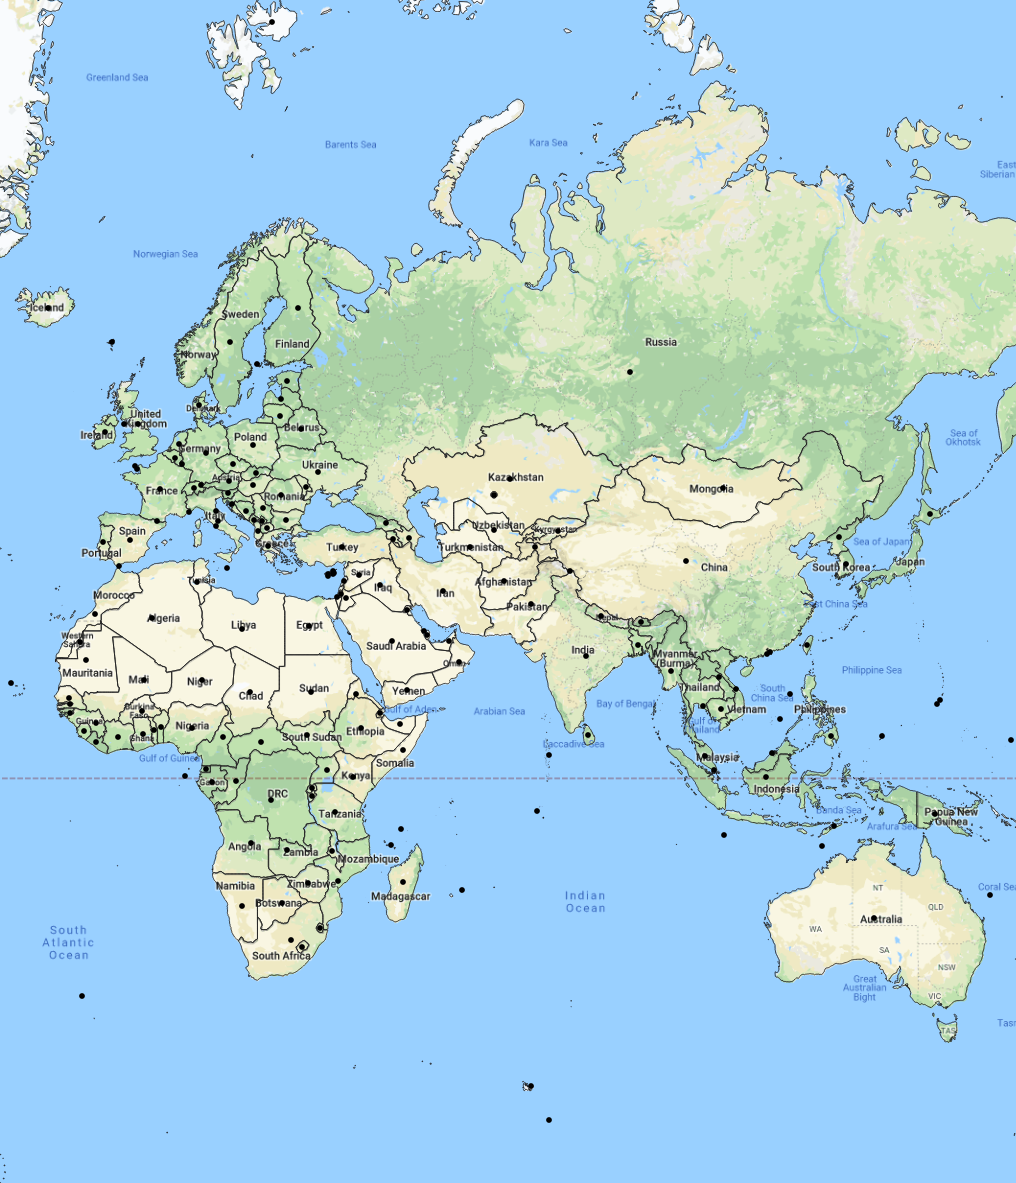 Greenland Sea
Barents Sea
Kara Sea
East
Siberian
Norwegian Sea
Iceland
Sweden
Russia
Finland
Norway
Denmark
United
Kingdom
Ireland
Belarus
Poland
Sea of
Okhotsk
Germany
Ukraine
Austria
Kazakhstan
France
Mongolia
Romania
Italy
Uzbekistan
Kyrgyzstan
Spain
Greece
Sea of Japan
Portugal
Turkey
Turkmenistan
Japan
China
South Korea
Syria
Tunisia
Afghanistan
Iraq
Iran
Morocco
Pakistan
East China Sea
Algeria
Libya
Egypt
Nepal
Western
Sahara
Saudi Arabia
India
Myanmar
(Burma)
Oman
Mauritania
Mali
Niger
Philippine Sea
Chad
Sudan
Yemen
Thailand
South
China Sea
Burkina
Faso
Gulf of Aden
Arabian Sea
Bay of Bengal
Vietnam
Philippines
Guinea
Nigeria
Ethiopia
South Sudan
Gulf of
Thailand
Ghana
Laccadive Sea
Gulf of Guinea
Somalia
Malaysia
Gabon
Kenya
Indonesia
DRC
Tanzania
Banda Sea
Papua New
Guinea
Arafura Sea
Angola
Zambia
Mozambique
Namibia
Zimbabwe
NT
Coral Sea
Madagascar
Indian
Ocean
Botswana
QLD
Australia
South
Atlantic
Ocean
WA
SA
South Africa
NSW
Great
Australian
Bight
VIC
TAS
Tasm